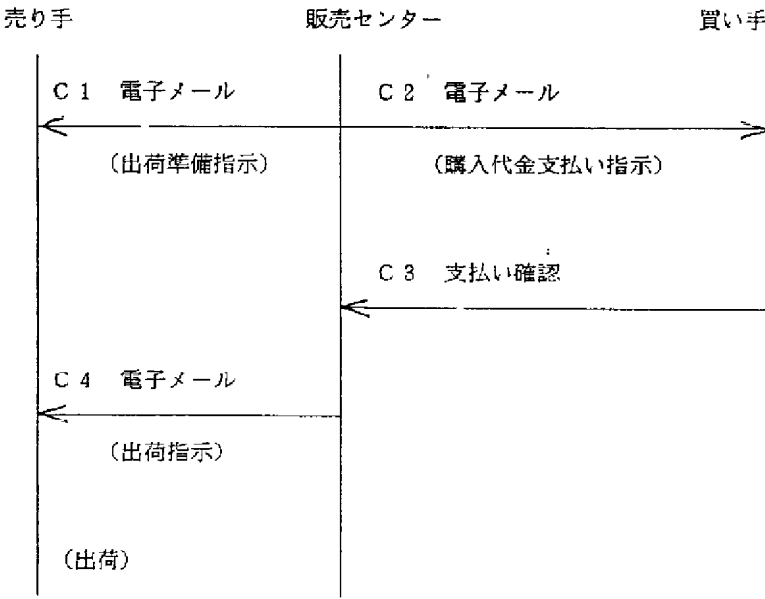 売り手 販売センター 買い手
C1 電子メール C2 電子メール
(出荷準備指示) (購入代金支払い指示)
C3 支払い確認
C4 電子メール
(出荷指示)
(出荷)